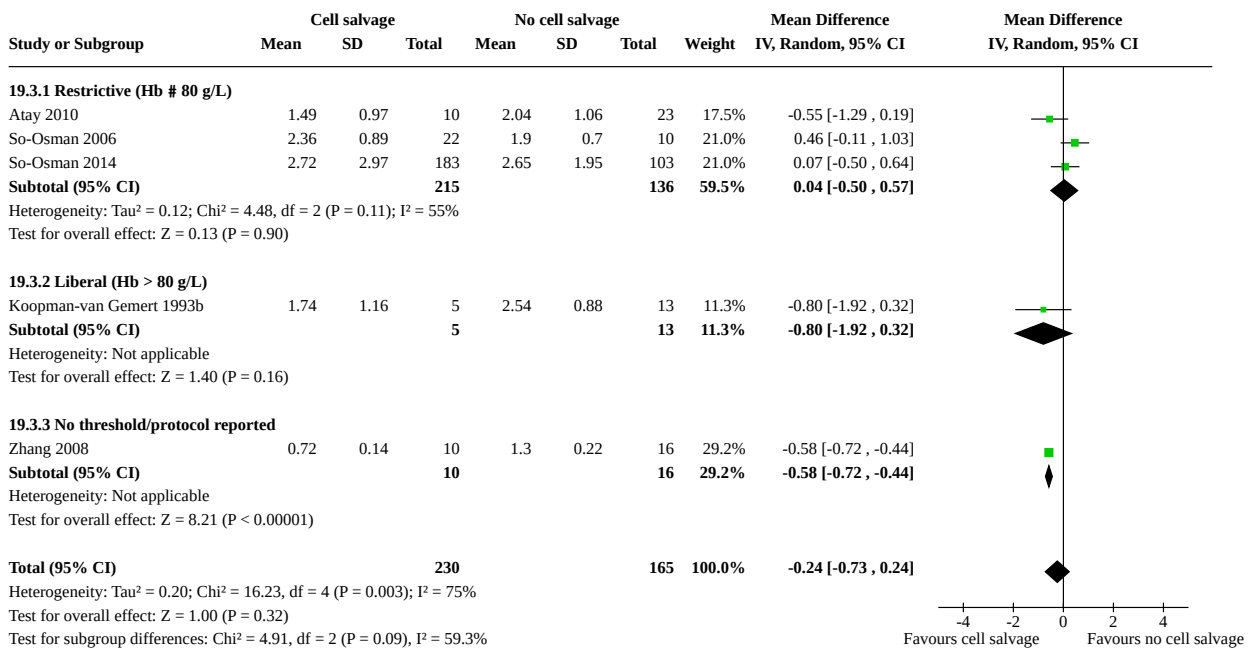 Cell salvage No cell salvage Mean Difference Mean Difference
Study or Subgroup Mean SD Total Mean SD Total Weight IV, Random, 95% CI IV, Random, 95% CI
19.3.1 Restrictive (Hb # 80 g/L)
Atay 2010 1.49 0.97 10 2.04 1.06 23 17.5% -0.55 [-1.29 , 0.19]
So-Osman 2006 2.36 0.89 22 1.9 0.7 10 21.0% 0.46 [-0.11 , 1.03]
So-Osman 2014 2.72 2.97 183 2.65 1.95 103 21.0% 0.07 [-0.50 , 0.64]
Subtotal (95% CI) 215 136 59.5% 0.04 [-0.50 , 0.57]
Heterogeneity: Tau² = 0.12; Chi² = 4.48, df = 2 (P = 0.11); I² = 55%
Test for overall effect: Z = 0.13 (P = 0.90)
19.3.2 Liberal (Hb > 80 g/L)
Koopman-van Gemert 1993b 1.74 1.16 5 2.54 0.88 13 11.3% -0.80 [-1.92 , 0.32]
Subtotal (95% CI) 5 13 11.3% -0.80 [-1.92 , 0.32]
Heterogeneity: Not applicable
Test for overall effect: Z = 1.40 (P = 0.16)
19.3.3 No threshold/protocol reported
Zhang 2008 0.72 0.14 10 1.3 0.22 16 29.2% -0.58 [-0.72 , -0.44]
Subtotal (95% CI) 10 16 29.2% -0.58 [-0.72 , -0.44]
Heterogeneity: Not applicable
Test for overall effect: Z = 8.21 (P < 0.00001)
Total (95% CI) 230 165 100.0% -0.24 [-0.73 , 0.24]
Heterogeneity: Tau² = 0.20; Chi² = 16.23, df = 4 (P = 0.003); I² = 75%
Test for overall effect: Z = 1.00 (P = 0.32)
-4 -2 0 2 4
Test for subgroup differences: Chi² = 4.91, df = 2 (P = 0.09), I² = 59.3%
Favours cell salvage Favours no cell salvage